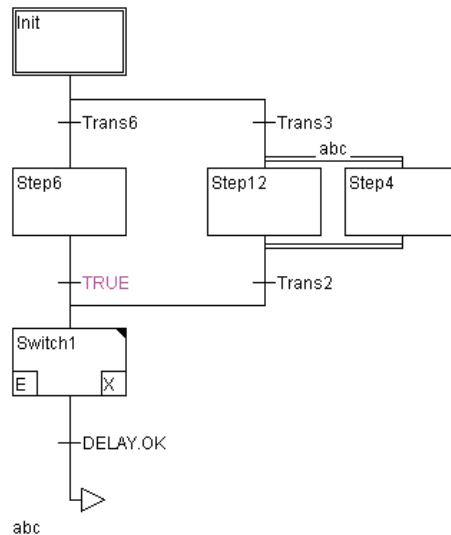 Init
Trans6 Trans3
abc
Step6 Step12 Step4
TRUE Trans2
Switch1
E X
DELAY.OK
abc